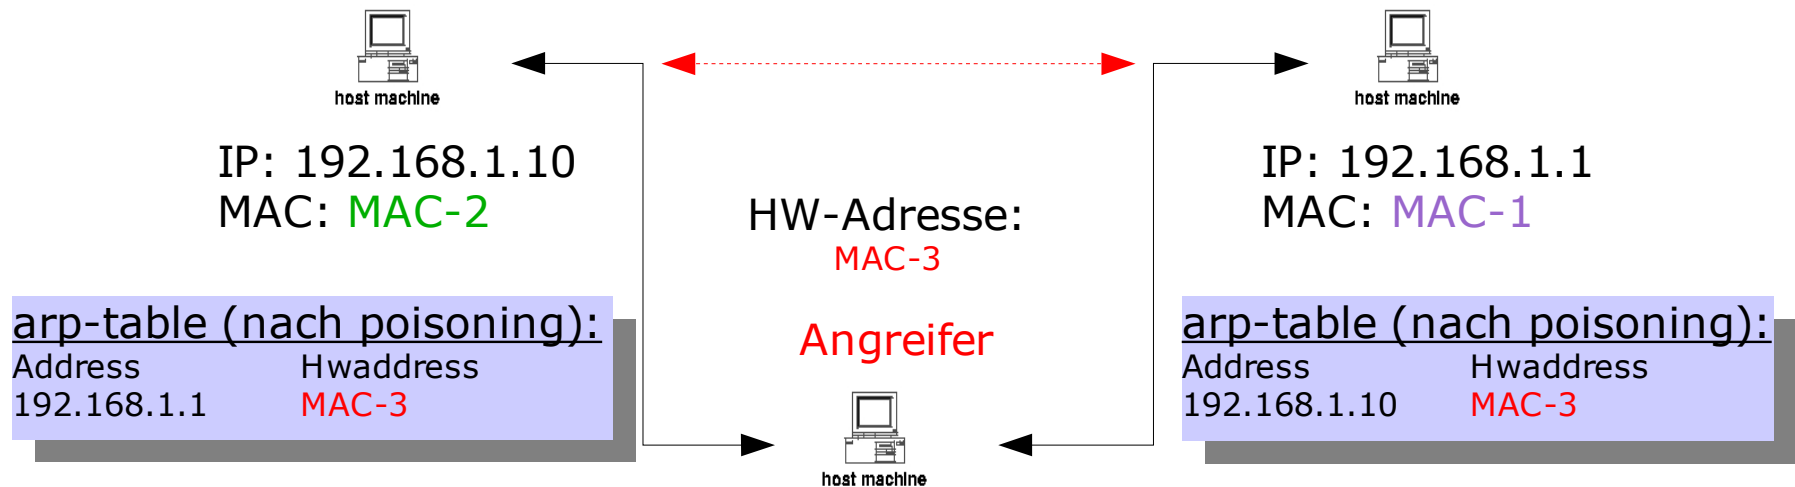 host machine
IP: 192.168.1.10
MAC: MAC-2
arp-table (nach poisoning):
Address Hwaddress
192.168.1.1 MAC-3
HW-Adresse:
MAC-3
Angreifer
host machine
host machine
IP: 192.168.1.1
MAC: MAC-1
arp-table (nach poisoning):
Address Hwaddress
192.168.1.10 MAC-3